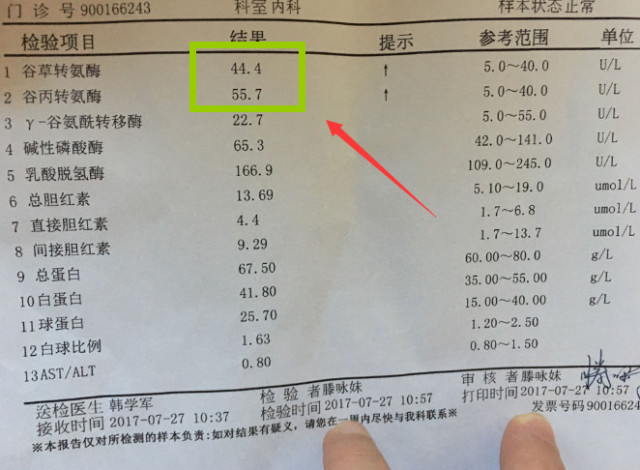 门 诊 号 900166243 科室内科 样本状态正常
检验项目 结果 提示 参考范围 单位
1 谷草转氨酶 44.4 ↑ 5.0～40.0 U/L
2 谷丙转氨酶 55.7 ↑ 5.0～40.0 U/L
3 γ-谷氨酰转移酶 22.7 5.0～55.0 U/L
4 碱性磷酸酶 65.3 42.0～141.0 U/L
5 乳酸脱氢酶 166.9 109.0～245.0 U/L
6 总胆红素 13.69 5.10～19.0 umol/L
7 直接胆红素 4.4 1.7～6.8 umol/L
8 间接胆红素 9.29 1.7～13.7 umol/L
9 总蛋白 67.50 60.00～80.0 g/L
10白蛋白 41.80 35.00～55.00 g/L
11球蛋白 25.70 15.00～40.00 g/L
12白球比例 1.63 1.20～2.50
13AST/ALT 0.80 0.80～1.50
送检医生 韩学军 检 验 者滕咏妹 审 核 者滕咏妹
接收时间 2017-07-27 10:37 检验时间 2017-07-27 10:57 打印时间 2017-07-27 10:57
※本报告仅对所检测的样本负责;如对结果有疑义,请您在一周内尽快与我科联系※ 发票号码 90016624